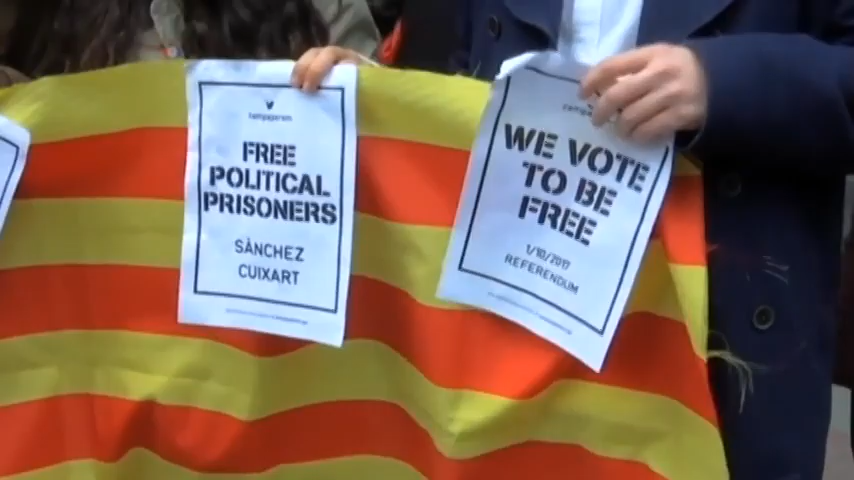 FREE
POLITICAL
PRISONERS
SÀNCHEZ
CUIXART
WE VOTE
TO BE
FREE
1/10/2017
REFERENDUM